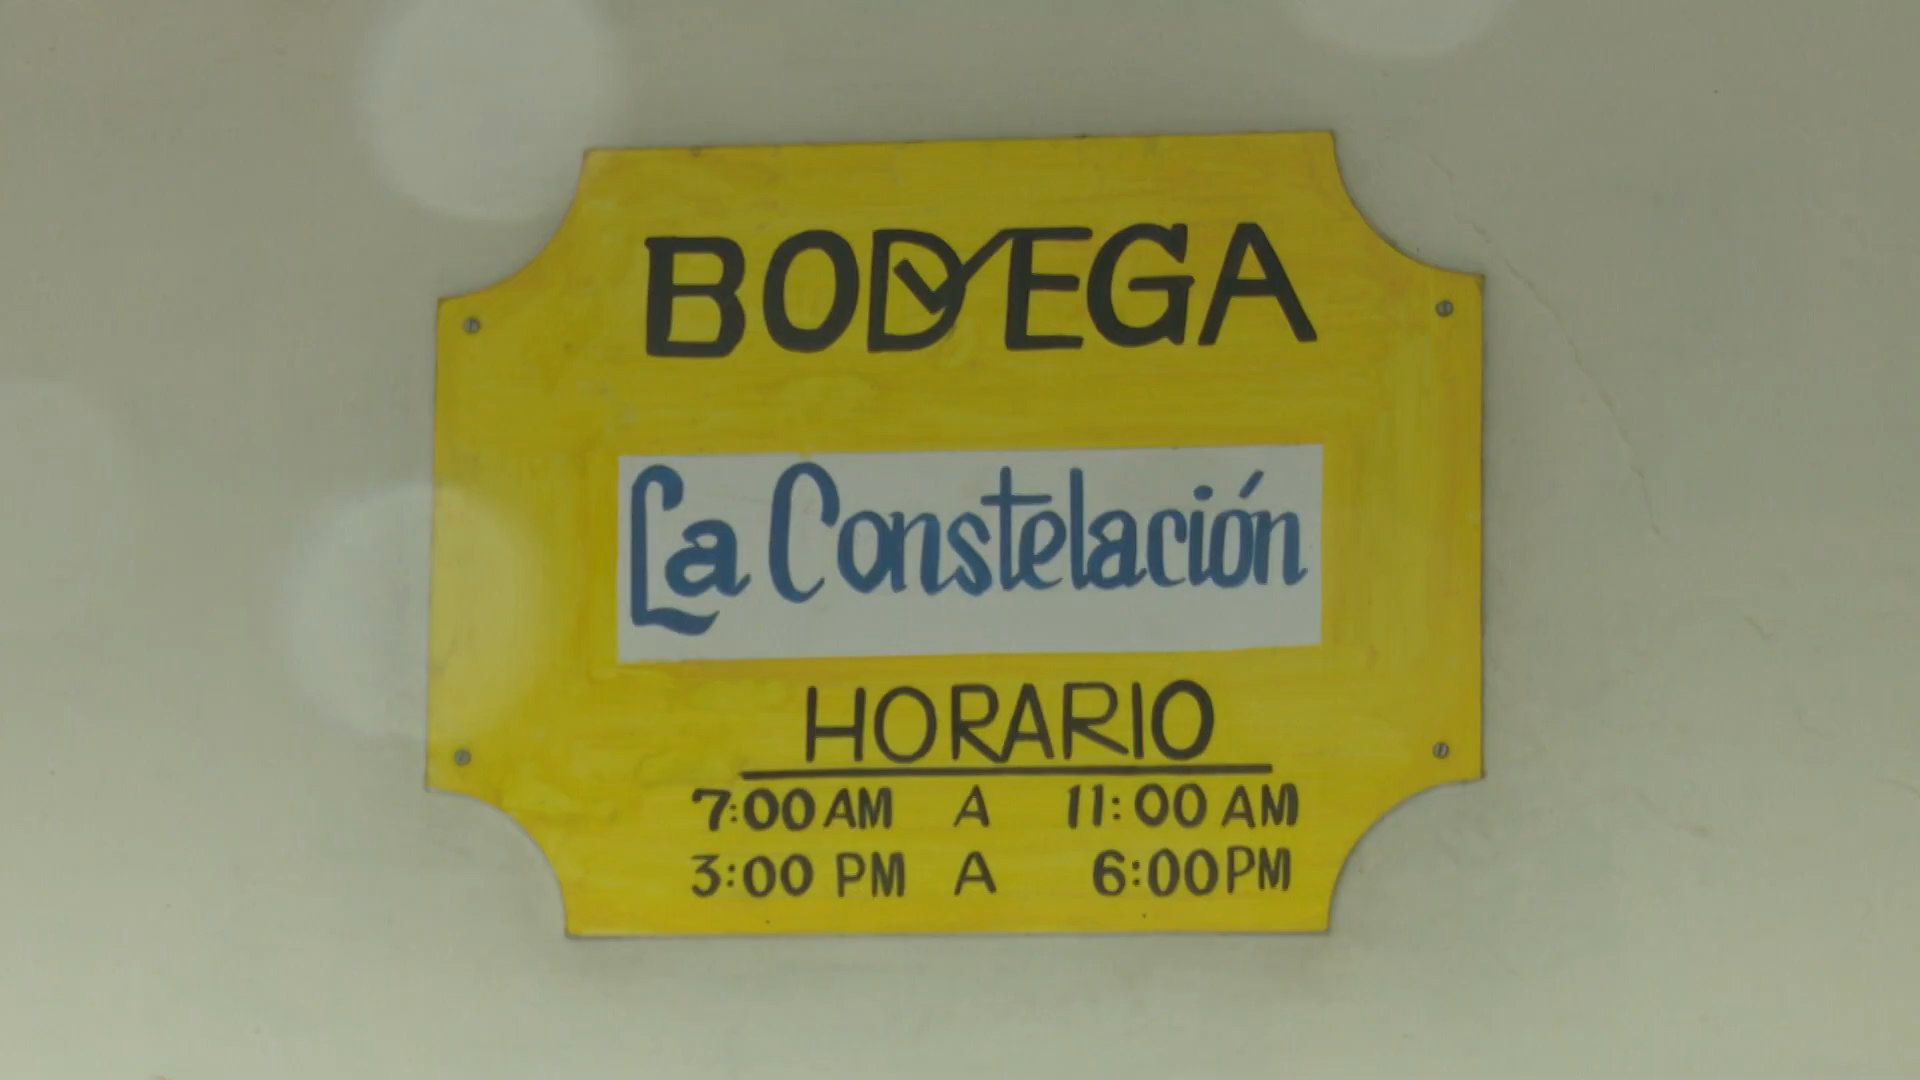 BODEGA
La Constelación
HORARIO
7:00 AM A 11:00 AM
3:00 PM A 6:00 PM